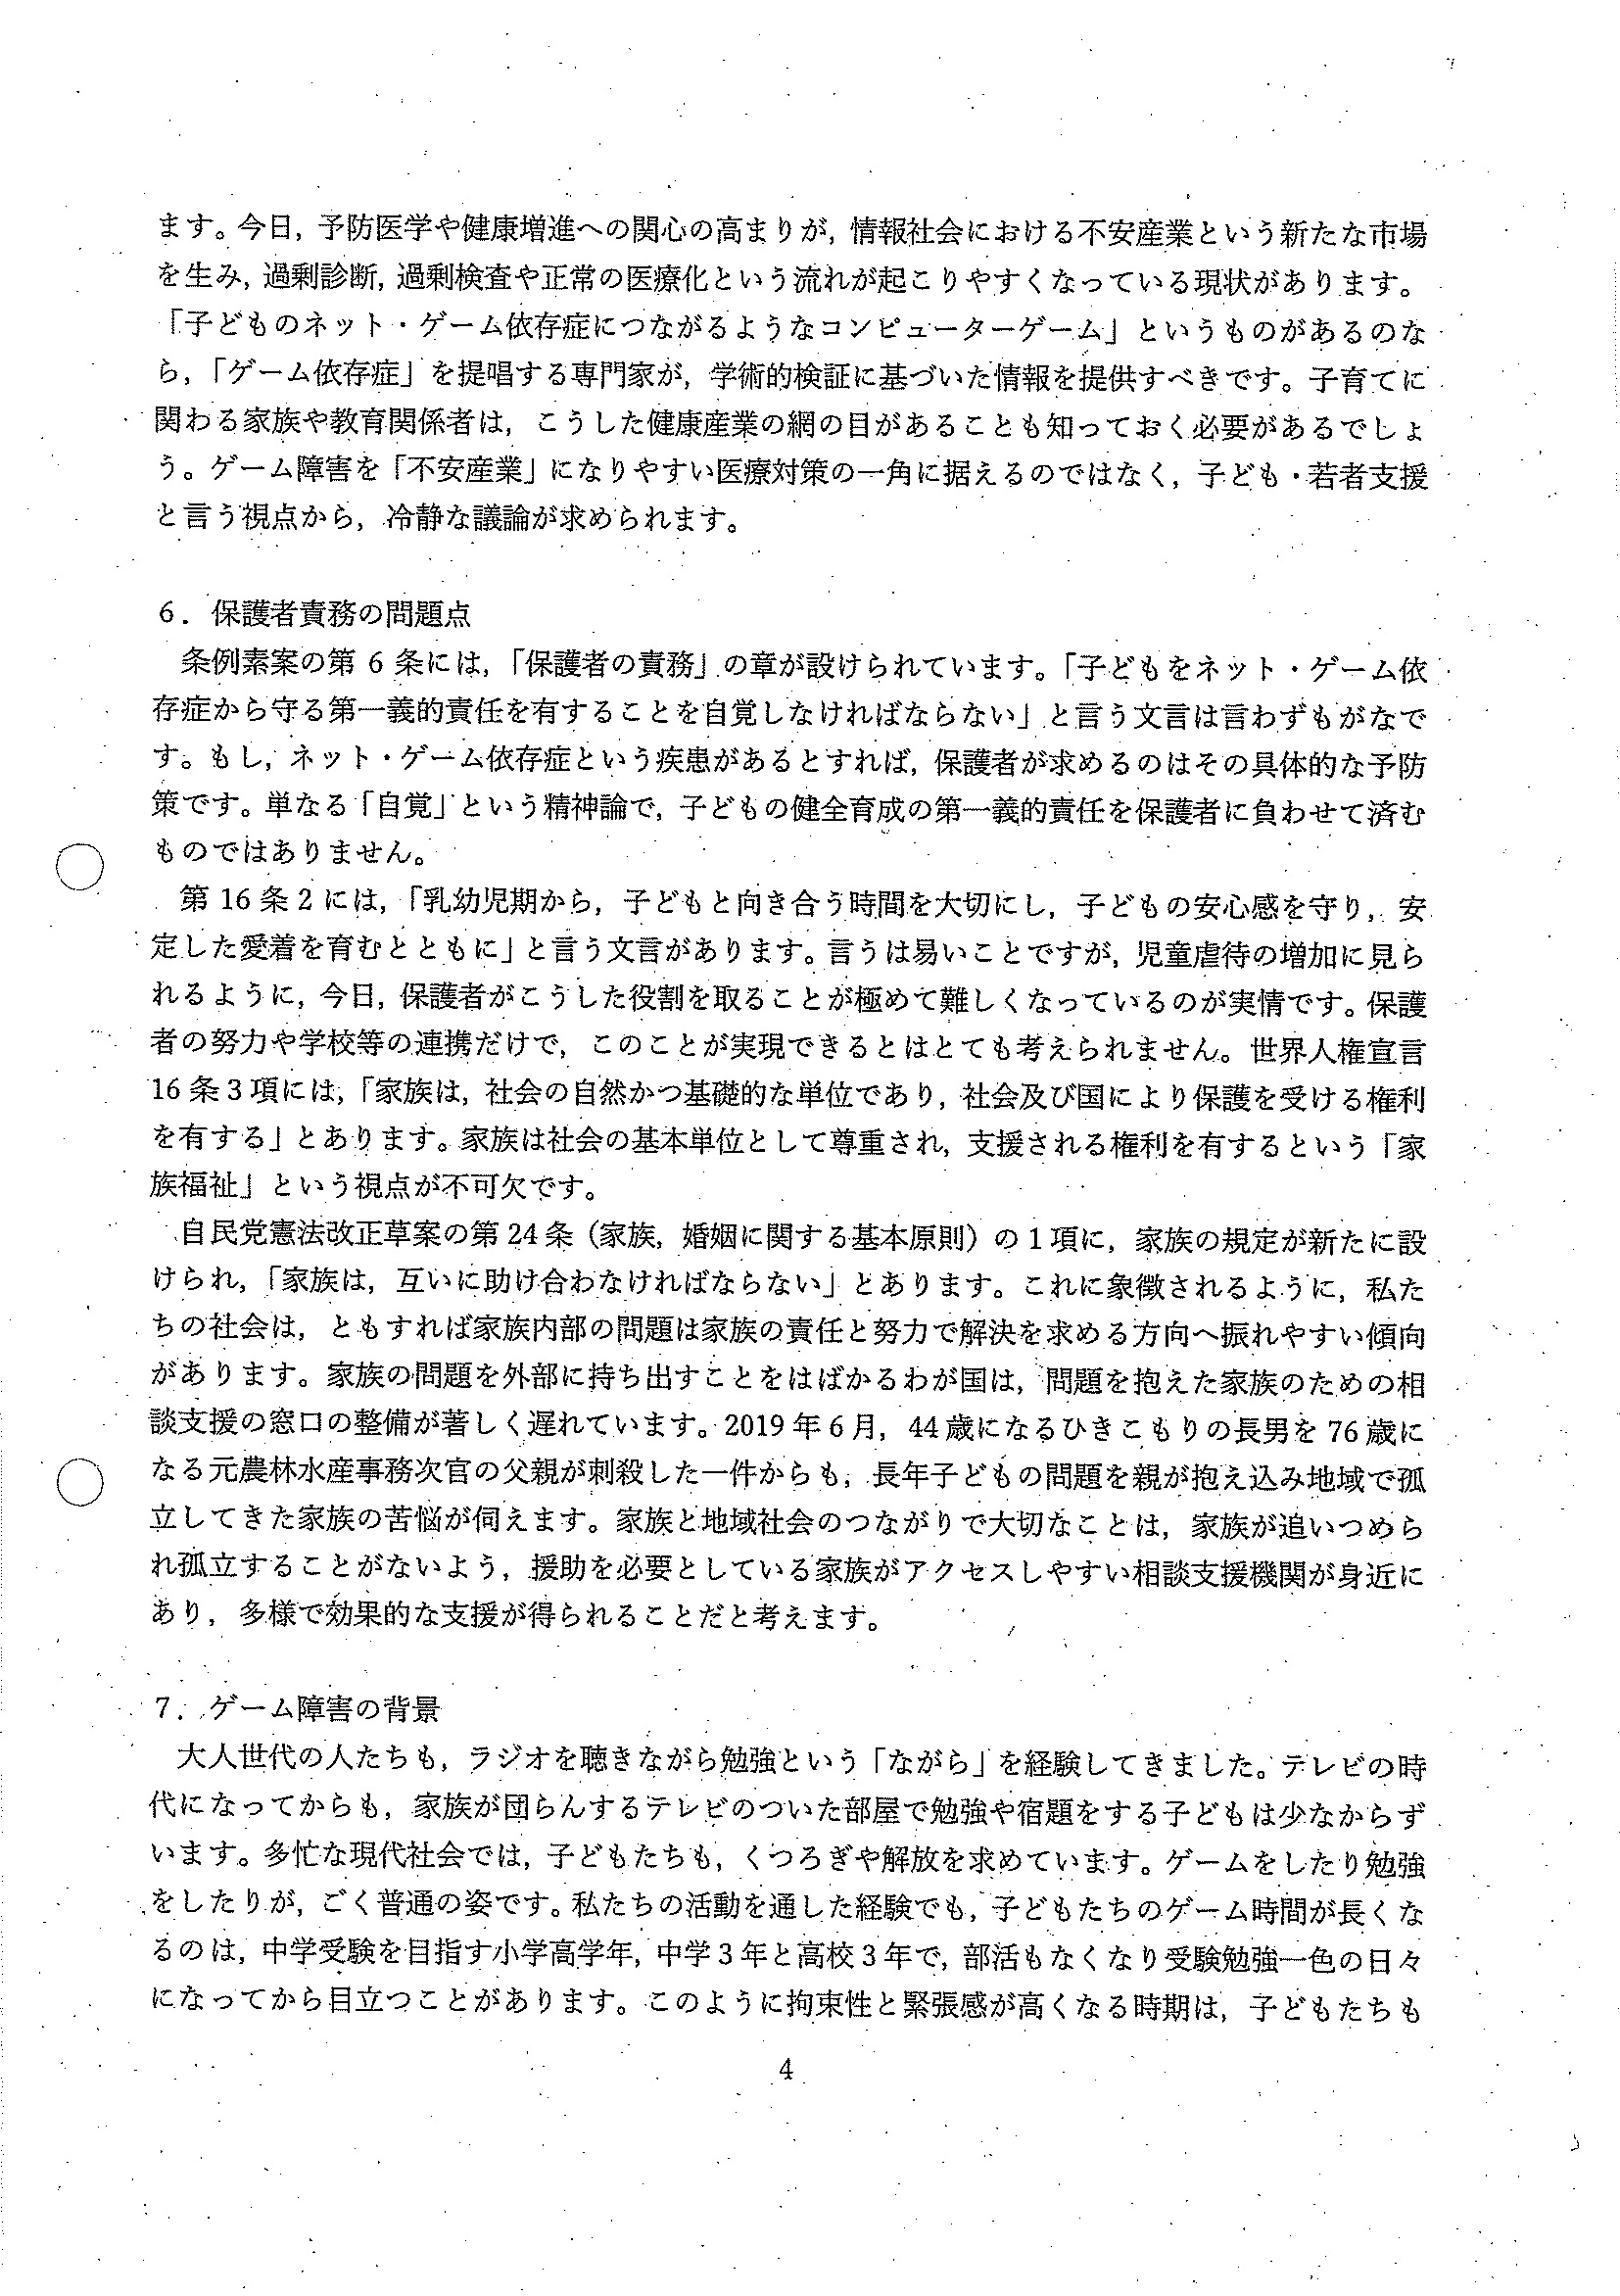 ます。今日，予防医学や健康増進への関心の高まりが，情報社会における不安産業という新たな市場
を生み，過剰診断，過剰検査や正常の医療化という流れが起こりやすくなっている現状があります。
「子どものネット・ゲーム依存症につながるようなコンピューターゲーム」というものがあるのな
ら，「ゲーム依存症」を提唱する専門家が，学術的検証に基づいた情報を提供すべきです。子育てに
関わる家族や教育関係者は，こうした健康産業の網の目があることも知っておく必要があるでしょ
う。ゲーム障害を「不安産業」になりやすい医療対策の一角に据えるのではなく，子ども・若者支援
と言う視点から，冷静な議論が求められます。
6．保護者責務の問題点
条例素案の第 6 条には，「保護者の責務」の章が設けられています。「子どもをネット・ゲーム依
存症から守る第一義的責任を有することを自覚しなければならない」と言う文言は言わずもがなで
す。もし，ネット・ゲーム依存症という疾患があるとすれば，保護者が求めるのはその具体的な予防
策です。単なる「自覚」という精神論で，子どもの健全育成の第一義的責任を保護者に負わせて済む
ものではありません。
第 16 条 2 には，「乳幼児期から，子どもと向き合う時間を大切にし，子どもの安心感を守り，安
定した愛着を育むとともに」と言う文言があります。言うは易いことですが，児童虐待の増加に見ら
れるように，今日，保護者がこうした役割を取ることが極めて難しくなっているのが実情です。保護
者の努力や学校等の連携だけで，このことが実現できるとはとても考えられません。世界人権宣言
16 条 3 項には，「家族は，社会の自然かつ基礎的な単位であり，社会及び国により保護を受ける権利
を有する」とあります。家族は社会の基本単位として尊重され，支援される権利を有するという「家
族福祉」という視点が不可欠です。
自民党憲法改正草案の第 24 条（家族，婚姻に関する基本原則）の 1 項に，家族の規定が新たに設
けられ，「家族は，互いに助け合わなければならない」とあります。これに象徴されるように，私た
ちの社会は，ともすれば家族内部の問題は家族の責任と努力で解決を求める方向へ振れやすい傾向
があります。家族の問題を外部に持ち出すことをはばかるわが国は，問題を抱えた家族のための相
談支援の窓口の整備が著しく遅れています。2019 年 6 月，44 歳になるひきこもりの長男を 76 歳に
なる元農林水産事務次官の父親が刺殺した一件からも，長年子どもの問題を親が抱え込み地域で孤
立してきた家族の苦悩が伺えます。家族と地域社会のつながりで大切なことは，家族が追いつめら
れ孤立することがないよう，援助を必要としている家族がアクセスしやすい相談支援機関が身近に
あり，多様で効果的な支援が得られることだと考えます。
7．ゲーム障害の背景
大人世代の人たちも，ラジオを聴きながら勉強という「ながら」を経験してきました。テレビの時
代になってからも，家族が団らんするテレビのついた部屋で勉強や宿題をする子どもは少なからず
います。多忙な現代社会では，子どもたちも，くつろぎや解放を求めています。ゲームをしたり勉強
をしたりが，ごく普通の姿です。私たちの活動を通した経験でも，子どもたちのゲーム時間が長くな
るのは，中学受験を目指す小学高学年，中学 3 年と高校 3 年で，部活もなくなり受験勉強一色の日々
になってから目立つことがあります。このように拘束性と緊張感が高くなる時期は，子どもたちも
4